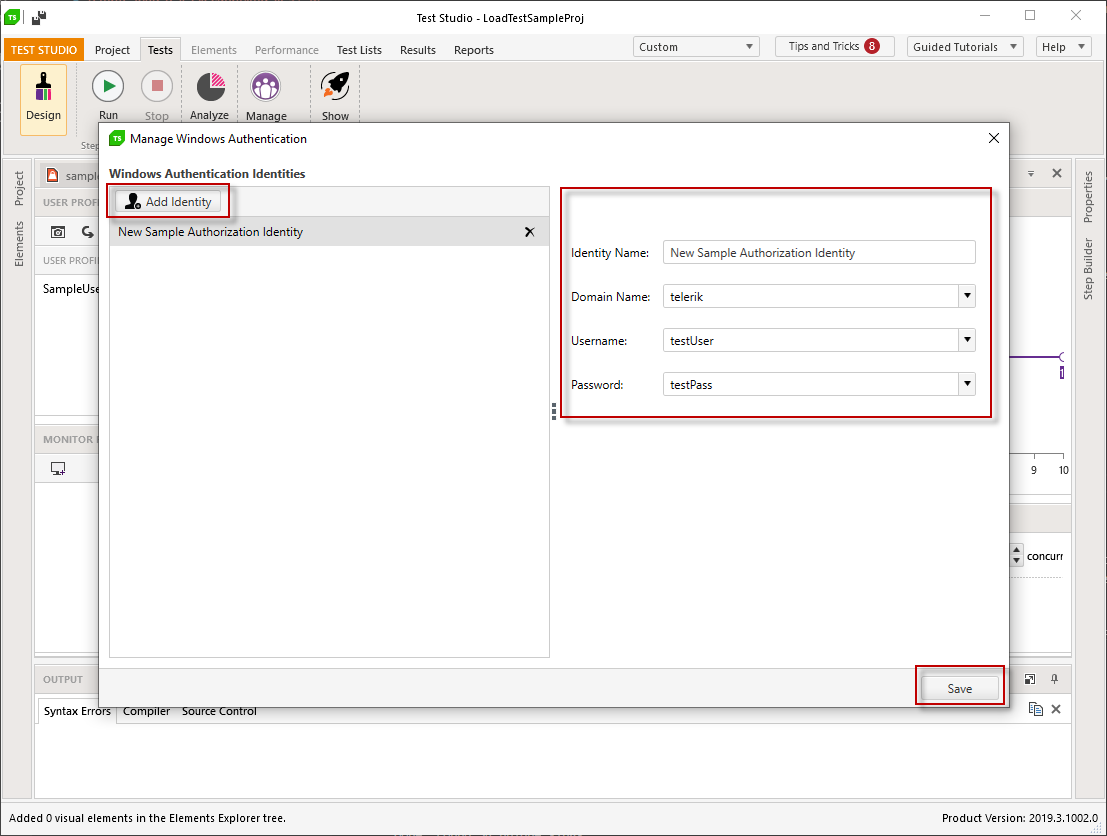 TS
Test Studio - LoadTestSampleProj
TEST STUDIO Project Tests Elements Performance Test Lists Results Reports Custom Tips and Tricks 8 Guided Tutorials Help
Design Run Stop Analyze Manage Show
Step
TS Manage Windows Authentication
Project
Elements
sample
USER PROFI
USER PROFI
SampleUse
MONITOR
Windows Authentication Identities
Add Identity
New Sample Authorization Identity
Identity Name: New Sample Authorization Identity
Domain Name: telerik
Username: testUser
Password: testPass
Save
Properties
Step Builder
1
9 10
concurr
OUTPUT
Syntax Errors Compiler Source Control
Added 0 visual elements in the Elements Explorer tree. Product Version: 2019.3.1002.0